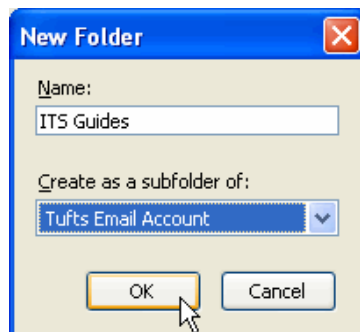 New Folder
Name:
ITS Guides
Create as a subfolder of:
Tufts Email Account
OK Cancel